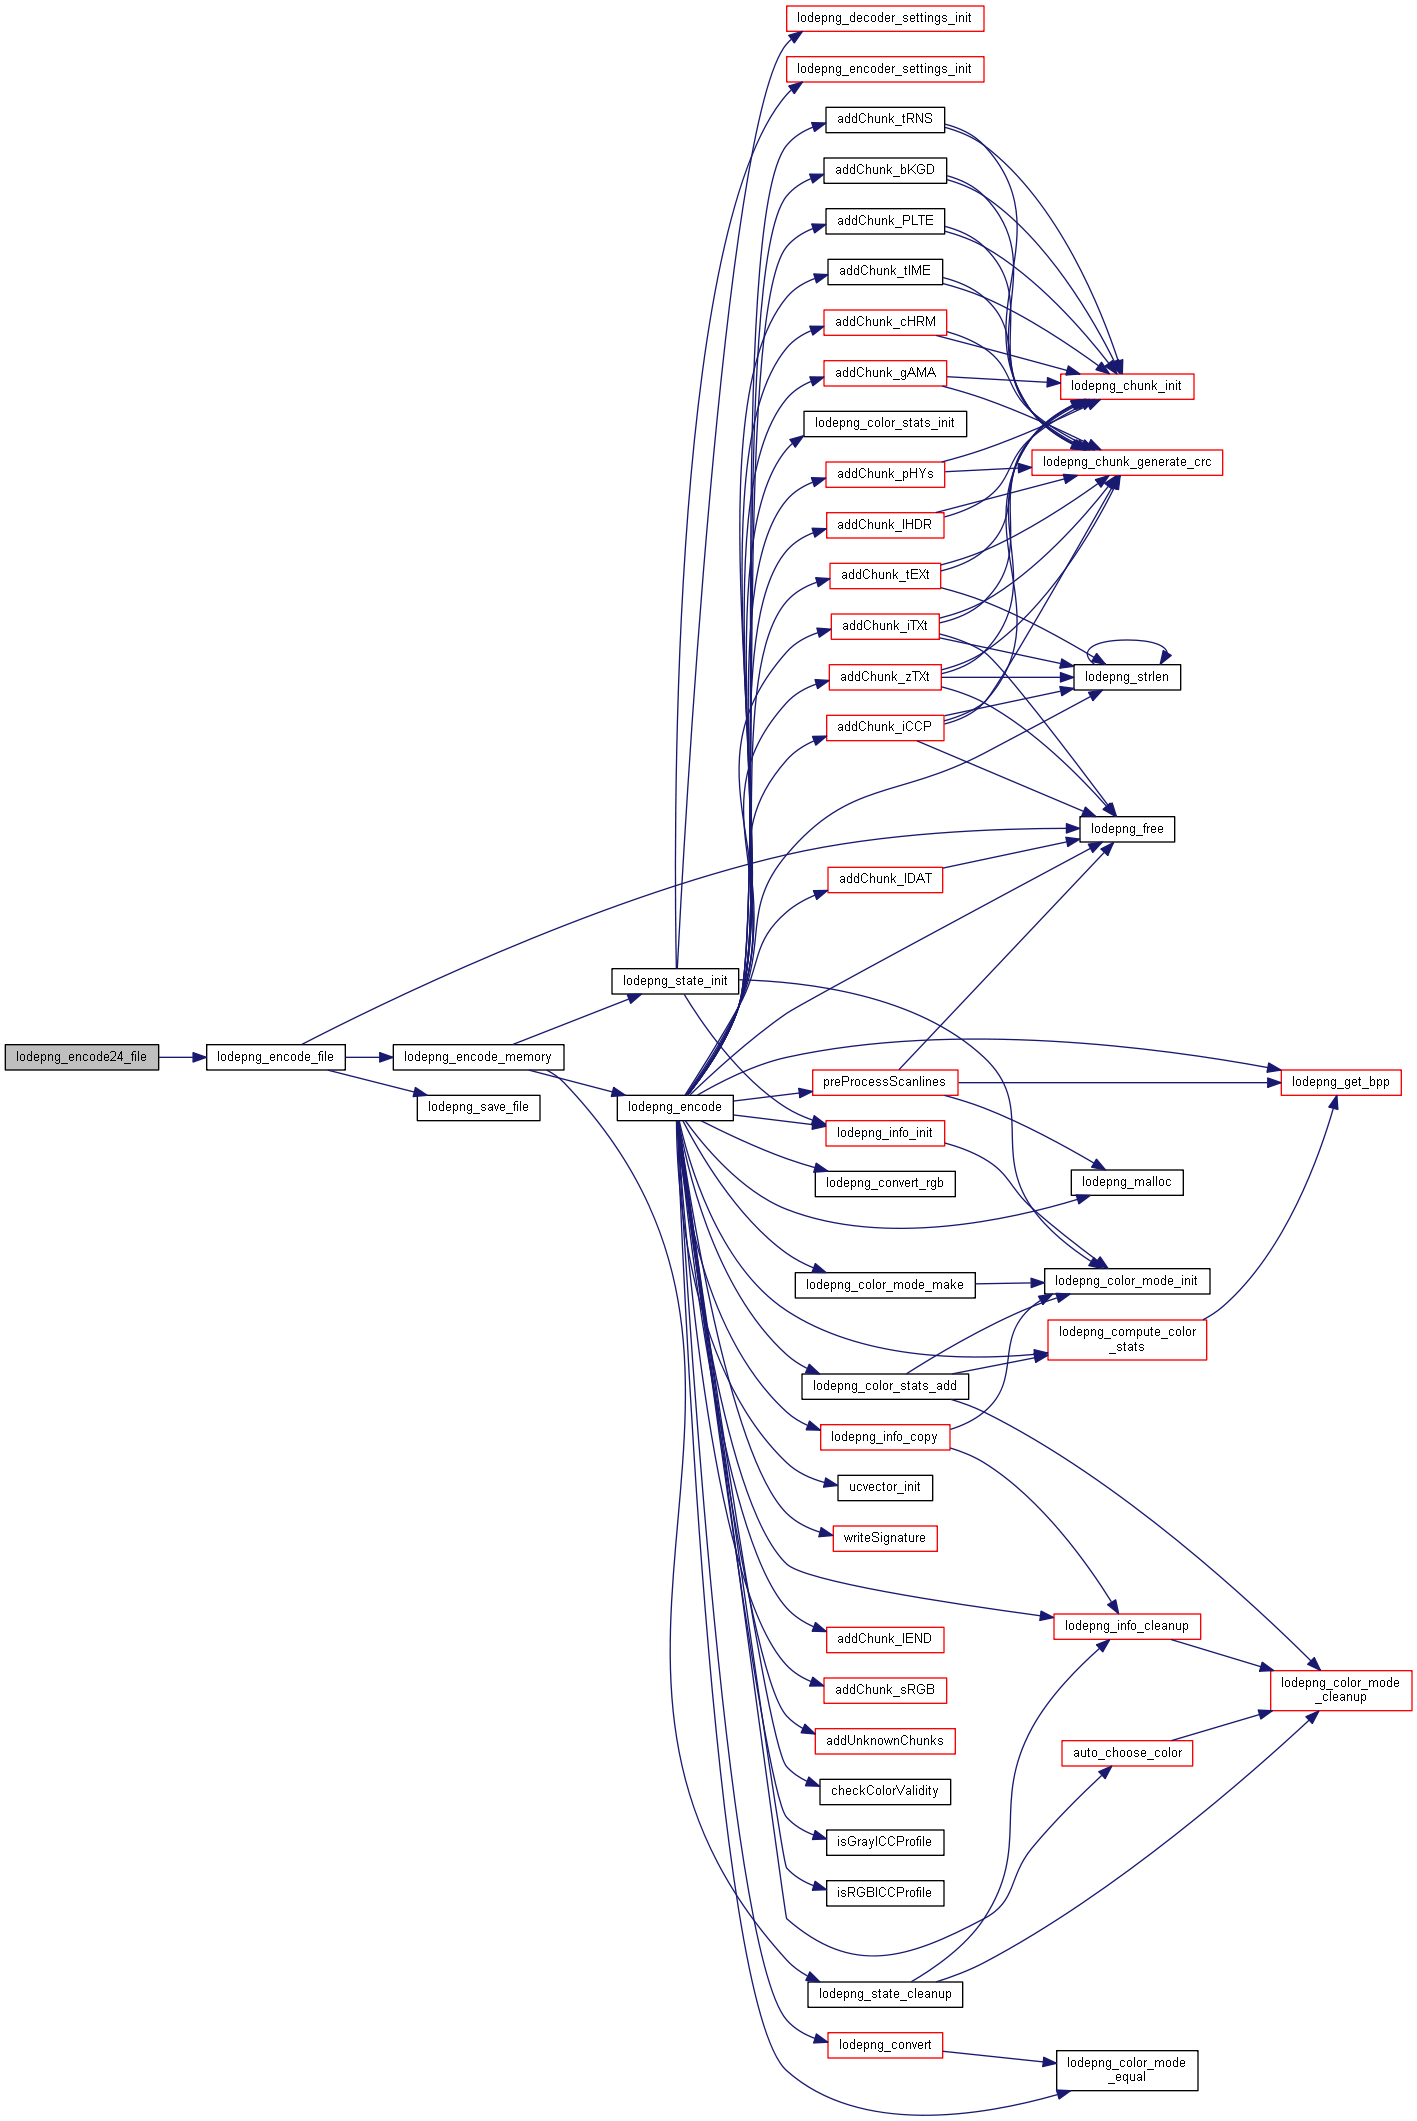 lodepng_decoder_settings_init
lodepng_encoder_settings_init
addChunk_tRNS
addChunk_bKGD
addChunk_PLTE
addChunk_tIME
addChunk_cHRM
addChunk_gAMA
lodepng_chunk_init
lodepng_color_stats_init
lodepng_chunk_generate_crc
addChunk_pHYs
addChunk_IHDR
addChunk_tEXt
addChunk_iTXt
addChunk_zTXt
lodepng_strlen
addChunk_iCCP
lodepng_free
addChunk_IDAT
lodepng_state_init
lodepng_encode24_file
lodepng_encode_file
lodepng_encode_memory
lodepng_save_file
lodepng_encode
preProcessScanlines
lodepng_get_bpp
lodepng_info_init
lodepng_convert_rgb
lodepng_malloc
lodepng_color_mode_make
lodepng_color_mode_init
lodepng_compute_color
_stats
lodepng_color_stats_add
lodepng_info_copy
ucvector_init
writeSignature
lodepng_info_cleanup
addChunk_IEND
addChunk_sRGB
lodepng_color_mode
_cleanup
addUnknownChunks
auto_choose_color
checkColorValidity
isGrayICCProfile
isRGBICCProfile
lodepng_state_cleanup
lodepng_convert
lodepng_color_mode
_equal